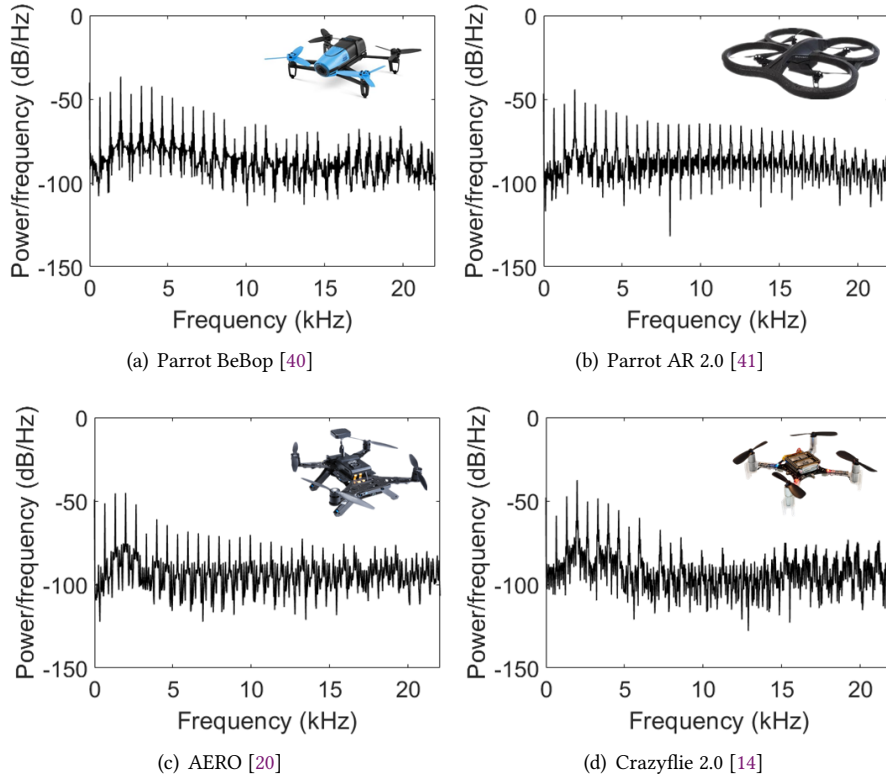 0
-50
-100
-150
Power/frequency (dB/Hz)
0 5 10 15 20
Frequency (kHz)
(a) Parrot BeBop [40]
0
-50
-100
-150
Power/frequency (dB/Hz)
0 5 10 15 20
Frequency (kHz)
(b) Parrot AR 2.0 [41]
0
-50
-100
-150
Power/frequency (dB/Hz)
0 5 10 15 20
Frequency (kHz)
(c) AERO [20]
0
-50
-100
-150
Power/frequency (dB/Hz)
0 5 10 15 20
Frequency (kHz)
(d) Crazyflie 2.0 [14]